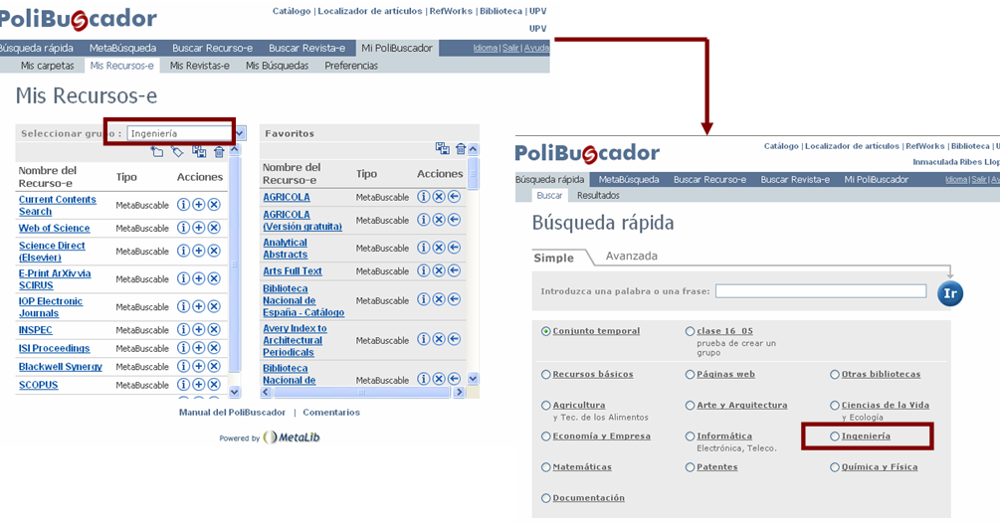 PoliBuscador
Catálogo | Localizador de artículos | RefWorks | Biblioteca | UPV
UPV
Búsqueda rápida MetaBúsqueda Buscar Recurso-e Buscar Revista-e Mi PoliBuscador Idioma | Salir | Ayuda
Mis carpetas Mis Recursos-e Mis Revistas-e Mis Búsquedas Preferencias
Mis Recursos-e
Seleccionar grupo : Ingeniería
Nombre del Recurso-e Tipo Acciones
Current Contents Search MetaBuscable
Web of Science MetaBuscable
Science Direct (Elsevier) MetaBuscable
E-Print ArXiv via SCIRUS MetaBuscable
IOP Electronic Journals MetaBuscable
INSPEC MetaBuscable
ISI Proceedings MetaBuscable
Blackwell Synergy MetaBuscable
SCOPUS MetaBuscable
Favoritos
Nombre del Recurso-e Tipo Acciones
AGRICOLA MetaBuscable
AGRICOLA (Versión gratuita) MetaBuscable
Analytical Abstracts MetaBuscable
Arts Full Text MetaBuscable
Biblioteca Nacional de España - Catálogo MetaBuscable
Avery Index to Architectural Periodicals MetaBuscable
Biblioteca Nacional de MetaBuscable
Manual del PoliBuscador | Comentarios
Powered by MetaLib
PoliBuscador
Catálogo | Localizador de artículos | RefWorks | Biblioteca |
Inmaculada Ribes
Búsqueda rápida MetaBúsqueda Buscar Recurso-e Buscar Revista-e Mi PoliBuscador Idioma | Salir |
Buscar Resultados
Búsqueda rápida
Simple Avanzada
Introduzca una palabra o una frase: Ir
Conjunto temporal clase 16_05
prueba de crear un
grupo
Recursos básicos Páginas web Otras bibliotecas
Agricultura Arte y Arquitectura Ciencias de la Vida
y Tec. de los Alimentos y Ecología
Economía y Empresa Informática Ingeniería
Electrónica, Teleco.
Matemáticas Patentes Química y Física
Documentación